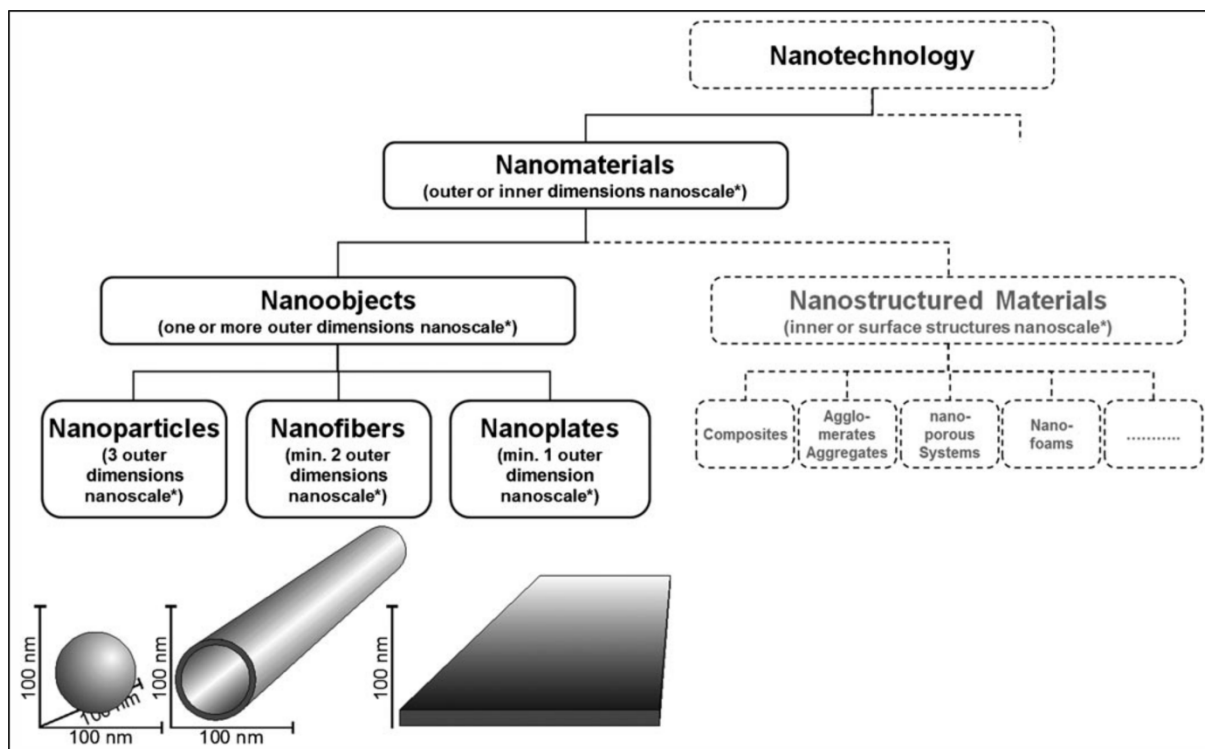 Nanotechnology
Nanomaterials
(outer or inner dimensions nanoscale*)
Nanoobjects
(one or more outer dimensions nanoscale*)
Nanostructured Materials
(inner or surface structures nanoscale*)
Nanoparticles
(3 outer
dimensions
nanoscale*)
Nanofibers
(min. 2 outer
dimensions
nanoscale*)
Nanoplates
(min. 1 outer
dimension
nanoscale*)
Composites
Agglo-
merates
Aggregates
nano-
porous
Systems
Nano-
foams
...........
100 nm
100 nm
100 nm
100 nm
100 nm
100 nm